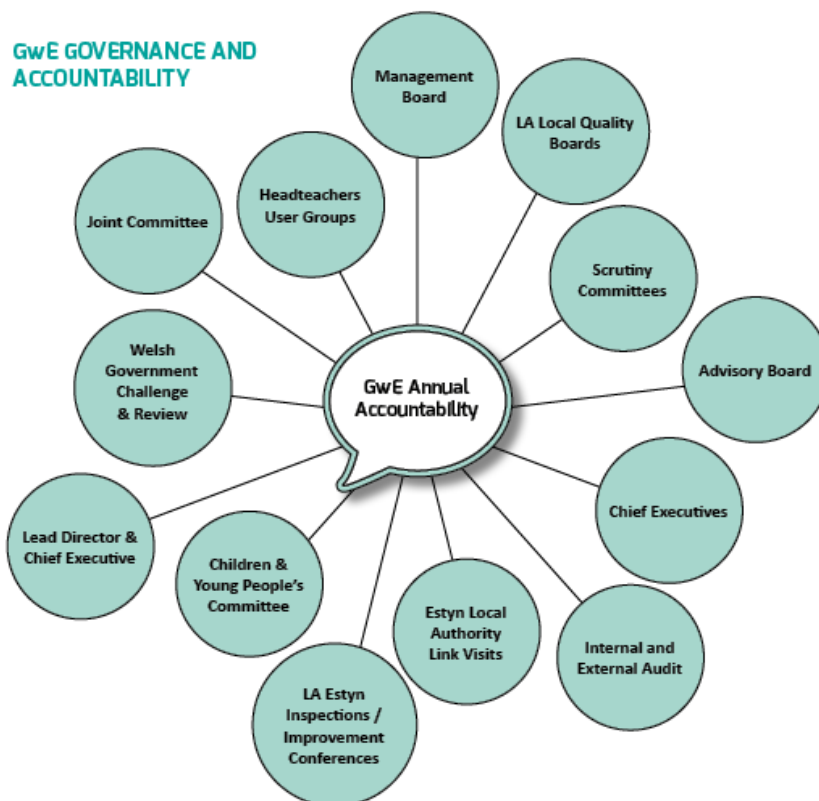 GwE GOVERNANCE AND
ACCOUNTABILITY
Management
Board
LA Local Quality
Boards
Headteachers
User Groups
Joint Committee
Scrutiny
Committees
Welsh
Government
Challenge
& Review
GwE Annual
Accountability
Advisory Board
Lead Director &
Chief Executive
Children &
Young People's
Committee
Chief Executives
Estyn Local
Authority
Link Visits
Internal and
External Audit
LA Estyn
Inspections /
Improvement
Conferences